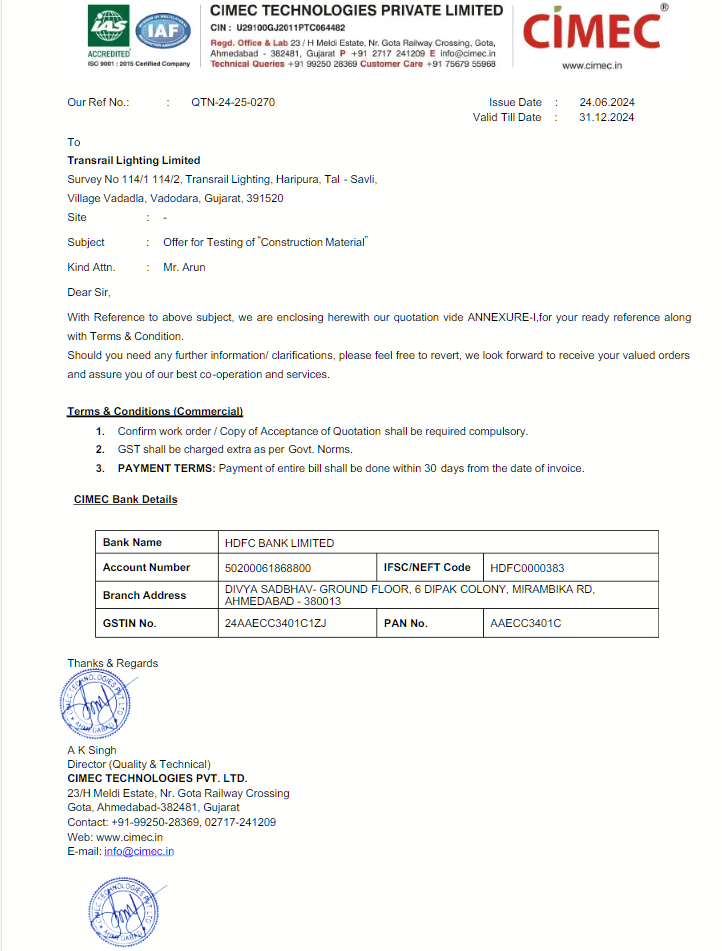 IAS
ACCREDITED
ISO 9001 : 2015 Certified Company
IAF
CIMEC TECHNOLOGIES PRIVATE LIMITED
CIN : U29100GJ2011PTC064482
Regd. Office & Lab 23 / H Meldi Estate, Nr. Gota Railway Crossing, Gota,
Ahmedabad - 382481, Gujarat P +91 2717 241209 E info@cimec.in
Technical Queries +91 99250 28369 Customer Care +91 75679 55968
CIMEC®
www.cimec.in
Our Ref No.: : QTN-24-25-0270
Issue Date : 24.06.2024
Valid Till Date : 31.12.2024
To
Transrail Lighting Limited
Survey No 114/1 114/2, Transrail Lighting, Haripura, Tal - Savli,
Village Vadadla, Vadodara, Gujarat, 391520
Site : -
Subject : Offer for Testing of "Construction Material"
Kind Attn. : Mr. Arun
Dear Sir,
With Reference to above subject, we are enclosing herewith our quotation vide ANNEXURE-I,for your ready reference along
with Terms & Condition.
Should you need any further information/ clarifications, please feel free to revert, we look forward to receive your valued orders
and assure you of our best co-operation and services.
Terms & Conditions (Commercial)
1. Confirm work order / Copy of Acceptance of Quotation shall be required compulsory.
2. GST shall be charged extra as per Govt. Norms.
3. PAYMENT TERMS: Payment of entire bill shall be done within 30 days from the date of invoice.
CIMEC Bank Details
Bank Name HDFC BANK LIMITED
Account Number 50200061868800 IFSC/NEFT Code HDFC0000383
Branch Address DIVYA SADBHAV- GROUND FLOOR, 6 DIPAK COLONY, MIRAMBIKA RD,
AHMEDABAD - 380013
GSTIN No. 24AAECC3401C1ZJ PAN No. AAECC3401C
Thanks & Regards
CIMEC TECHNOLOGIES PVT LTD
AHMEDABAD
A K Singh
Director (Quality & Technical)
CIMEC TECHNOLOGIES PVT. LTD.
23/H Meldi Estate, Nr. Gota Railway Crossing
Gota, Ahmedabad-382481, Gujarat
Contact: +91-99250-28369, 02717-241209
Web: www.cimec.in
E-mail: info@cimec.in
CIMEC TECHNOLOGIES PVT LTD
AHMEDABAD